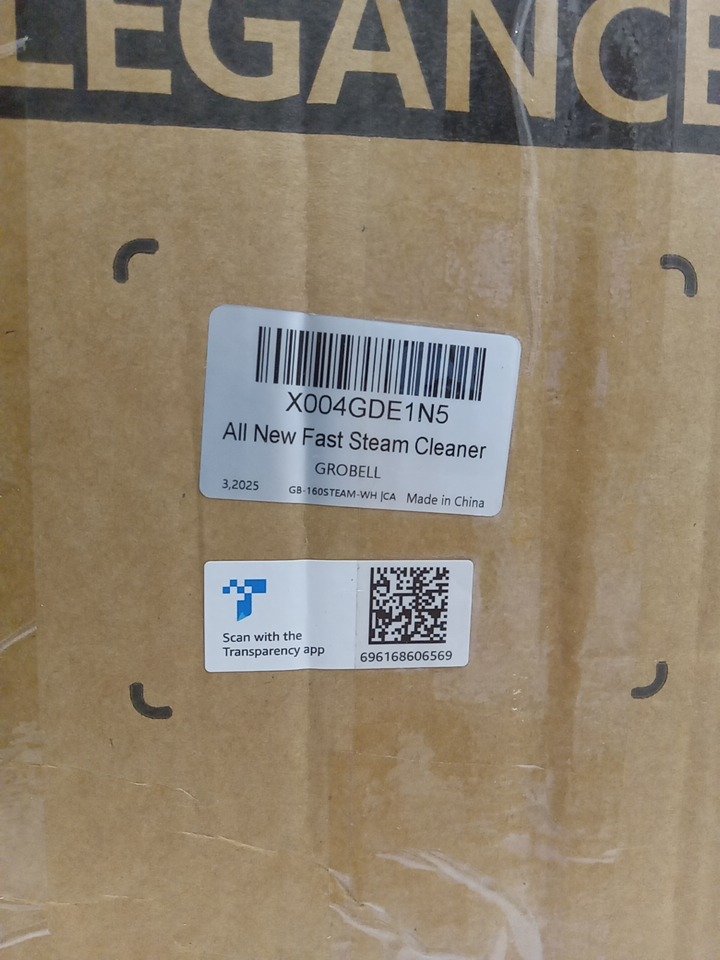 LEGANCE
X004GDE1N5
All New Fast Steam Cleaner
GROBELL
3,2025 GB-160STEAM-WH JCA Made in China
Scan with the
Transparency app
696168606569